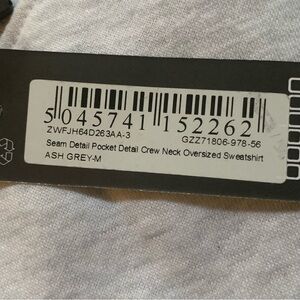 5 045741 152262
ZWFJH64D263AA-3 GZZ71806-978-56
Seam Detail Pocket Detail Crew Neck Oversized Sweatshirt
ASH GREY-M